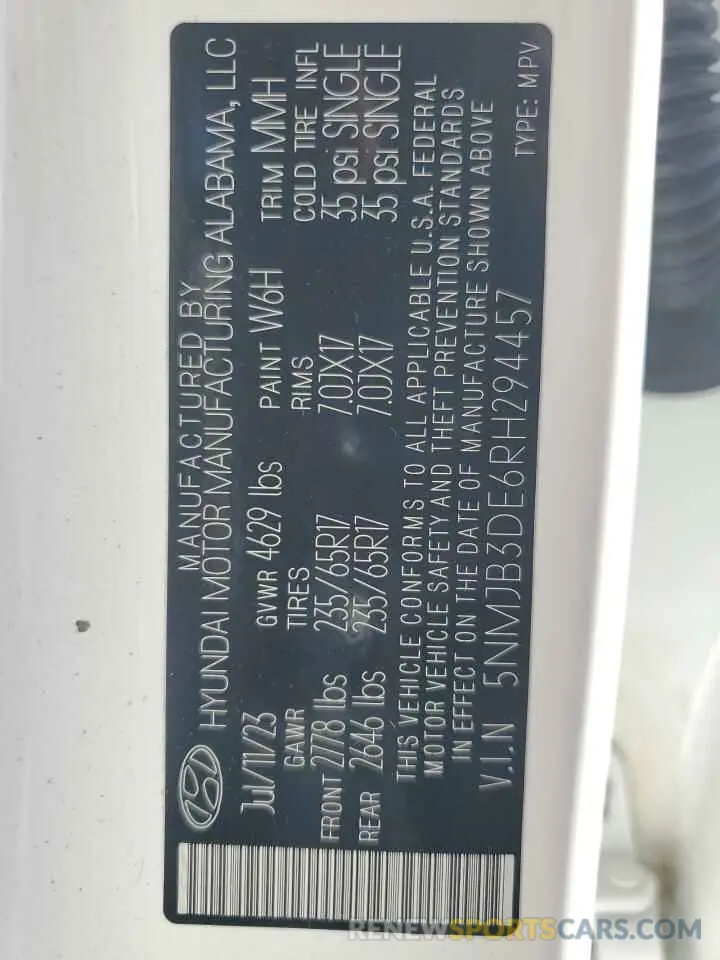 MANUFACTURED BY
HYUNDAI MOTOR MANUFACTURING ALABAMA, LLC
Jul/11/23 GVWR 4629 lbs PAINT W6H TRIM MMH
GAWR TIRES RIMS COLD TIRE INFL
FRONT 2778 lbs 235/65R17 7.0JX17 35 psi SINGLE
REAR 2646 lbs 235/65R17 7.0JX17 35 psi SINGLE
THIS VEHICLE CONFORMS TO ALL APPLICABLE U.S.A. FEDERAL
MOTOR VEHICLE SAFETY AND THEFT PREVENTION STANDARDS
IN EFFECT ON THE DATE OF MANUFACTURE SHOWN ABOVE
V.I.N 5NMJB3DE6RH294457 TYPE: MPV
RENEWSPORTSCARS.COM